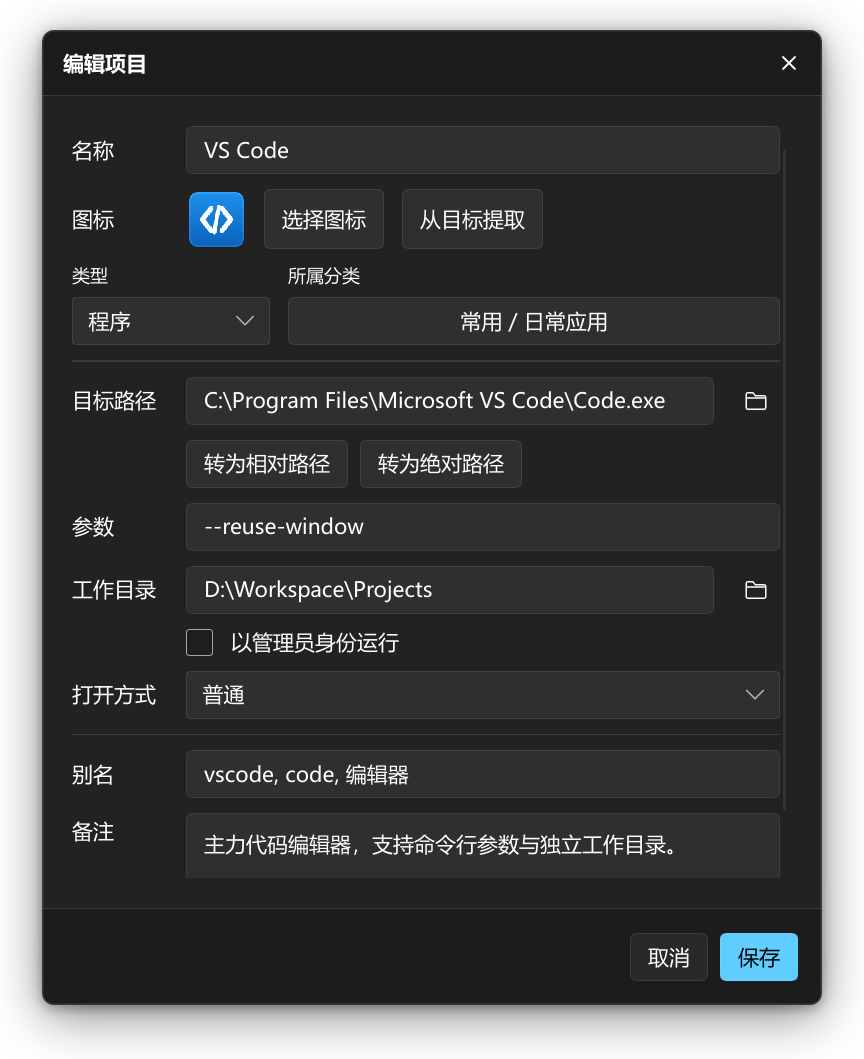 编辑项目
名称 VS Code
图标 选择图标 从目标提取
类型 所属分类
程序 常用 / 日常应用
目标路径 C:\Program Files\Microsoft VS Code\Code.exe
转为相对路径 转为绝对路径
参数 --reuse-window
工作目录 D:\Workspace\Projects
以管理员身份运行
打开方式 普通
别名 vscode, code, 编辑器
备注 主力代码编辑器，支持命令行参数与独立工作目录。
取消 保存